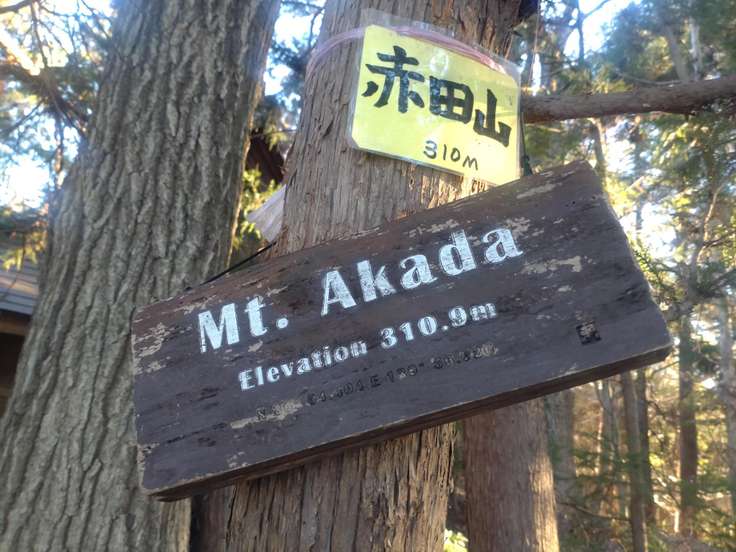 赤田山
310m
Mt. Akada
Elevation 310.9m